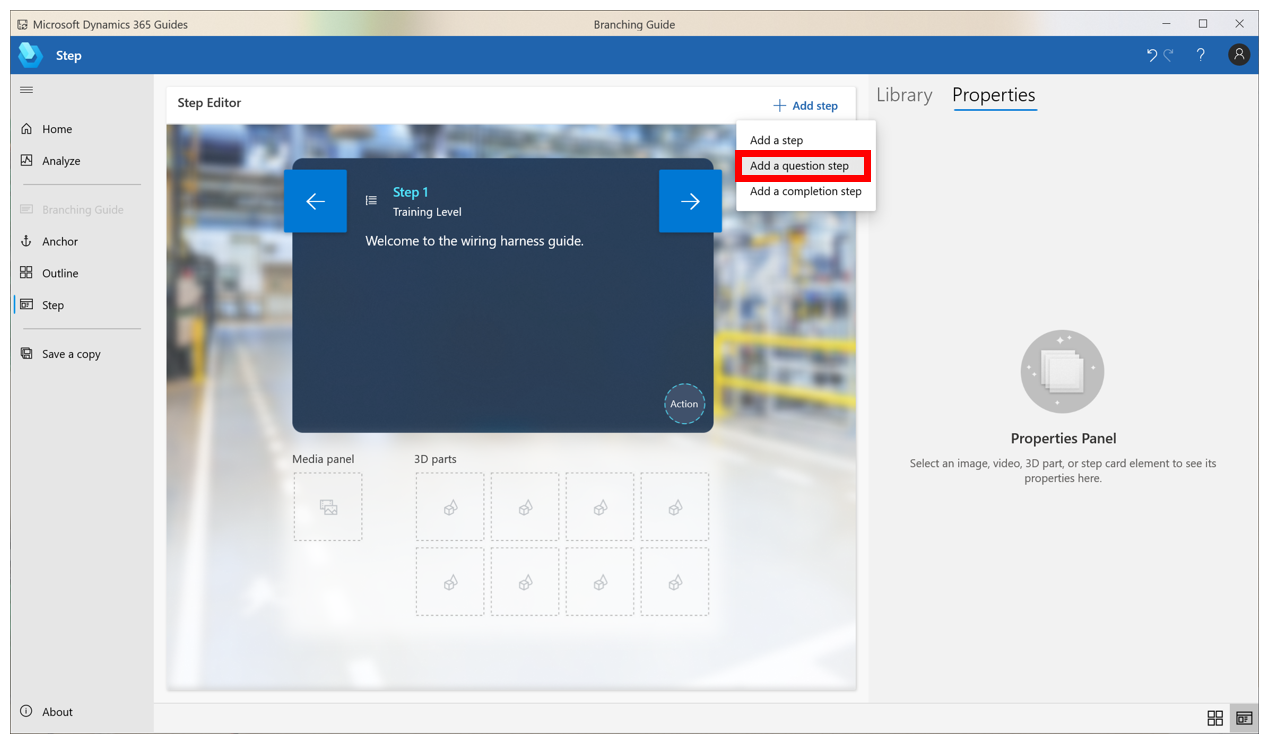 Microsoft Dynamics 365 Guides
Branching Guide
Step
?
Home
Analyze
Branching Guide
Anchor
Outline
Step
Save a copy
About
Step Editor
Add step
Add a step
Add a question step
Add a completion step
Step 1
Training Level
Welcome to the wiring harness guide.
Action
Media panel
3D parts
Library
Properties
Properties Panel
Select an image, video, 3D part, or step card element to see its
properties here.